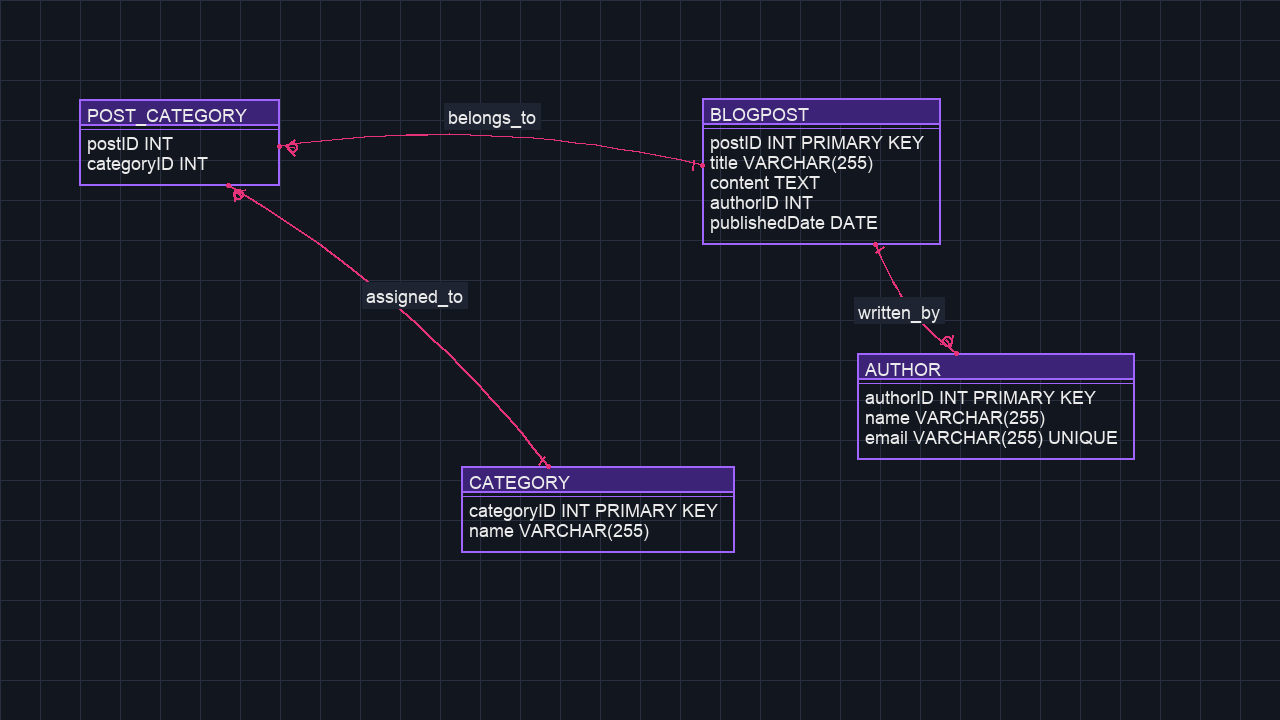 POST_CATEGORY
postID INT
categoryID INT
belongs_to
BLOGPOST
postID INT PRIMARY KEY
title VARCHAR(255)
content TEXT
authorID INT
publishedDate DATE
assigned_to
written_by
AUTHOR
authorID INT PRIMARY KEY
name VARCHAR(255)
email VARCHAR(255) UNIQUE
CATEGORY
categoryID INT PRIMARY KEY
name VARCHAR(255)